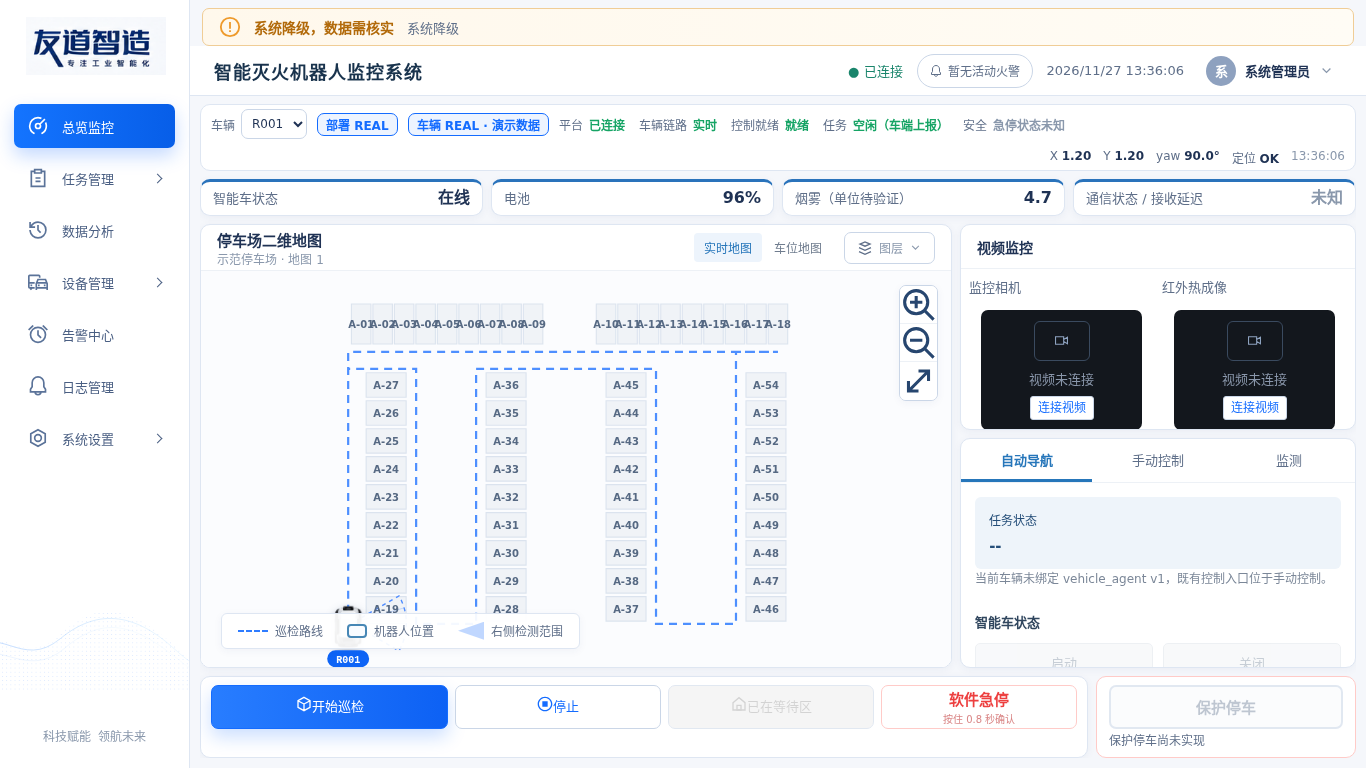 友道智造
专注工业智能化
总览监控
任务管理
数据分析
设备管理
告警中心
日志管理
系统设置
科技赋能 领航未来
系统降级，数据需核实 系统降级
智能灭火机器人监控系统
已连接
暂无活动火警
2026/11/27 13:36:06
系 系统管理员
车辆 R001 部署 REAL 车辆 REAL · 演示数据 平台 已连接 车辆链路 实时 控制就绪 就绪 任务 空闲（车端上报） 安全 急停状态未知
X 1.20 Y 1.20 yaw 90.0° 定位 OK 13:36:06
智能车状态 在线
电池 96%
烟雾（单位待验证） 4.7
通信状态 / 接收延迟 未知
停车场二维地图
示范停车场 · 地图 1
实时地图 车位地图 图层
A-01 A-02 A-03 A-04 A-05 A-06 A-07 A-08 A-09 A-10 A-11 A-12 A-13 A-14 A-15 A-16 A-17 A-18
A-27 A-36 A-45 A-54
A-26 A-35 A-44 A-53
A-25 A-34 A-43 A-52
A-24 A-33 A-42 A-51
A-23 A-32 A-41 A-50
A-22 A-31 A-40 A-49
A-21 A-30 A-39 A-48
A-20 A-29 A-38 A-47
A-19 A-28 A-37 A-46
巡检路线 机器人位置 右侧检测范围
R001
视频监控
监控相机 红外热成像
视频未连接 视频未连接
连接视频 连接视频
自动导航 手动控制 监测
任务状态
--
当前车辆未绑定 vehicle_agent v1，既有控制入口位于手动控制。
智能车状态
启动 关闭
开始巡检
停止
已在等待区
软件急停
按住 0.8 秒确认
保护停车
保护停车尚未实现